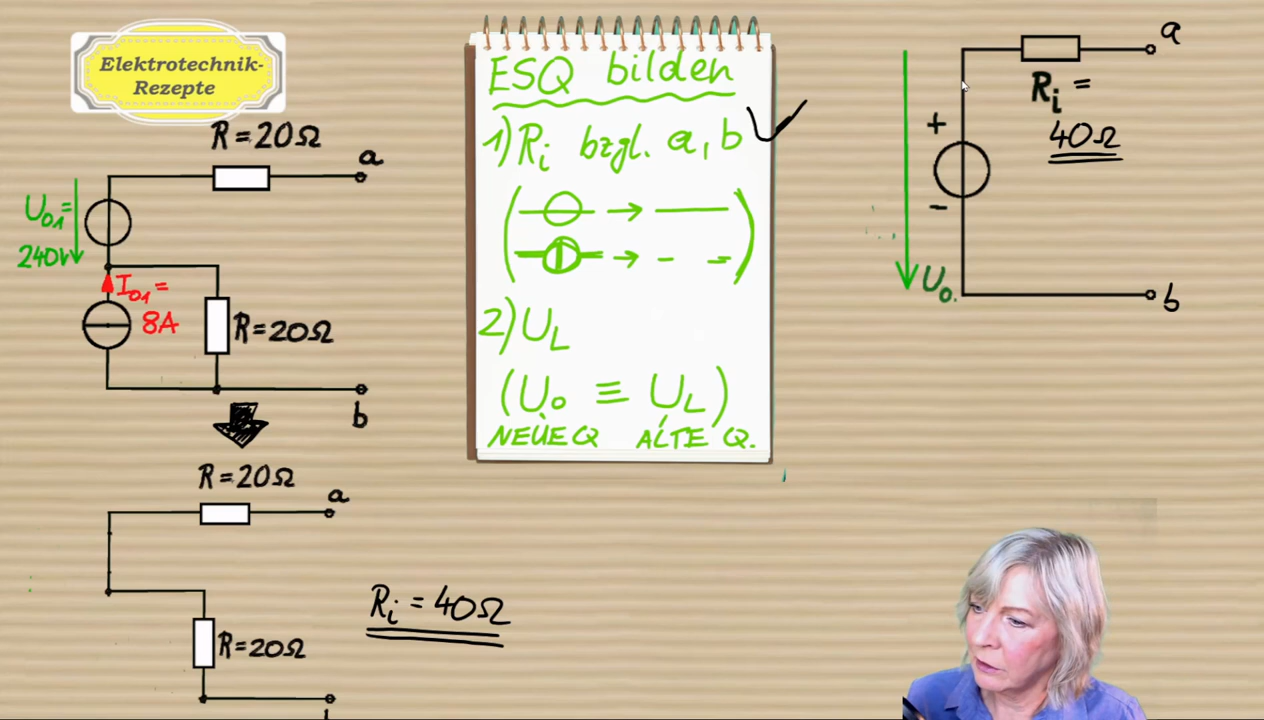 Elektrotechnik-
Rezepte
R = 20Ω
a
U01 =
240V
I01 =
8A
R = 20Ω
b
R = 20Ω
a
R = 20Ω
Ri = 40Ω
ESQ bilden
1) Ri bzgl. a, b
2) UL
(U0 ≡ UL)
NEUE Q ALTE Q.
a
Ri =
40Ω
+
-
U0.
b